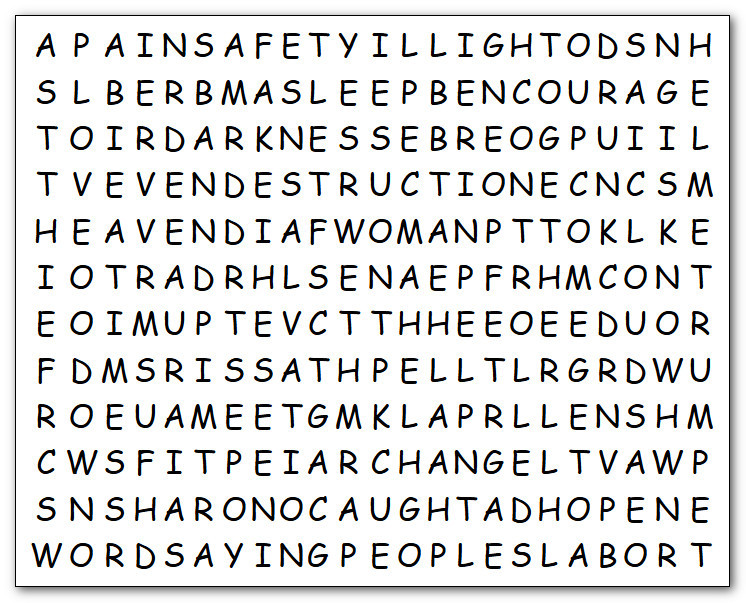 A P A I N S A F E T Y I L L I G H T O D S N H
S L B E R B M A S L E E P B E N C O U R A G E
T O I R D A R K N E S S E B R E O G P U I I L
T V E V E N D E S T R U C T I O N E C N C S M
H E A V E N D I A F W O M A N P T T O K L K E
I O T R A D R H L S E N A E P F R H M C O N T
E O I M U P T E V C T T H H E E O E E D U O R
F D M S R I S S A T H P E L L T L R G R D W U
R O E U A M E E T G M K L A P R L L E N S H M
C W S F I T P E I A R C H A N G E L T V A W P
S N S H A R O N O C A U G H T A D H O P E N E
W O R D S A Y I N G P E O P L E S L A B O R T